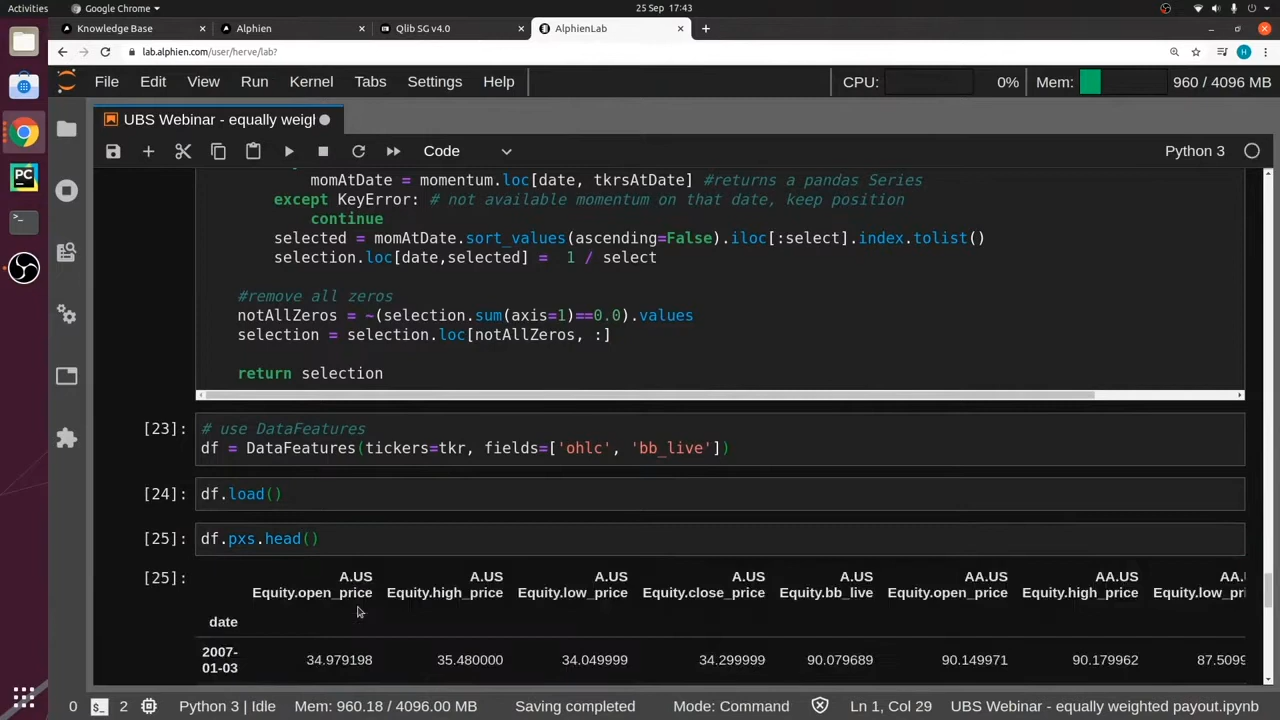 Activities
Google Chrome
25 Sep 17:43
Knowledge Base
Alphien
Qlib SG v4.0
AlphienLab
lab.alphien.com/user/herve/lab?
File Edit View Run Kernel Tabs Settings Help
CPU: 0% Mem: 960 / 4096 MB
UBS Webinar - equally weigl
Code
Python 3
momAtDate = momentum.loc[date, tkrsAtDate] #returns a pandas Series
except KeyError: # not available momentum on that date, keep position
continue
selected = momAtDate.sort_values(ascending=False).iloc[:select].index.tolist()
selection.loc[date,selected] = 1 / select
#remove all zeros
notAllZeros = ~(selection.sum(axis=1)==0.0).values
selection = selection.loc[notAllZeros, :]
return selection
[23]: # use DataFeatures
df = DataFeatures(tickers=tkr, fields=['ohlc', 'bb_live'])
[24]: df.load()
[25]: df.pxs.head()
[25]: A.US A.US A.US A.US A.US AA.US AA.US AA.
Equity.open_price Equity.high_price Equity.low_price Equity.close_price Equity.bb_live Equity.open_price Equity.high_price Equity.low_pri
date
2007-
01-03 34.979198 35.480000 34.049999 34.299999 90.079689 90.149971 90.179962 87.5099
0 2 Python 3 | Idle Mem: 960.18 / 4096.00 MB Saving completed Mode: Command Ln 1, Col 29 UBS Webinar - equally weighted payout.ipynb